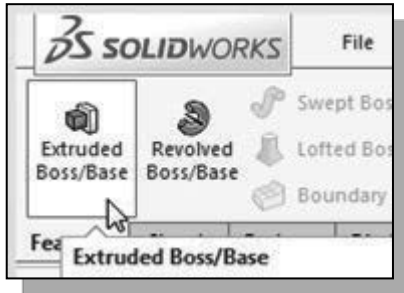 SOLIDWORKS
File
Extruded Boss/Base
Revolved Boss/Base
Swept Bos
Lofted Bos
Boundary
Fea
Extruded Boss/Base